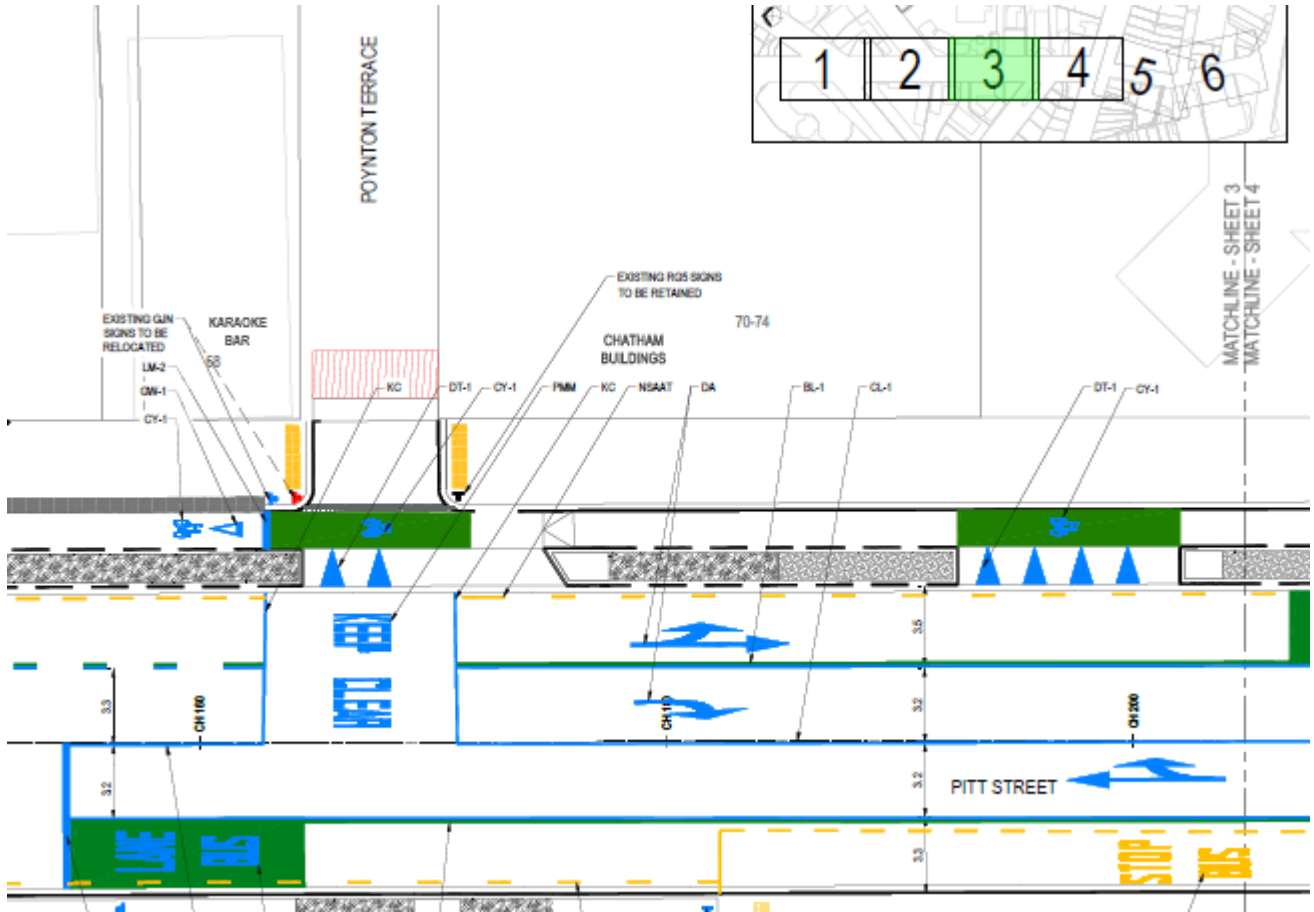 1 2 3 4 5 6
POYNTON TERRACE
MATCHLINE - SHEET 3
MATCHLINE - SHEET 4
EXISTING RG5 SIGNS
TO BE RETAINED
EXISTING GJN
SIGNS TO BE
RELOCATED
KARAOKE
BAR
68
70-74
CHATHAM
BUILDINGS
LM-2
GW-1
CY-1
KC
DT-1
CY-1
PMM
KC
NSAAT
DA
BL-1
CL-1
DT-1
CY-1
KEEP
CLEAR
3.5
3.3
CH 160
3.2
CH 200
3.2
3.2
PITT STREET
LANE
BUS
3.3
STOP
BUS